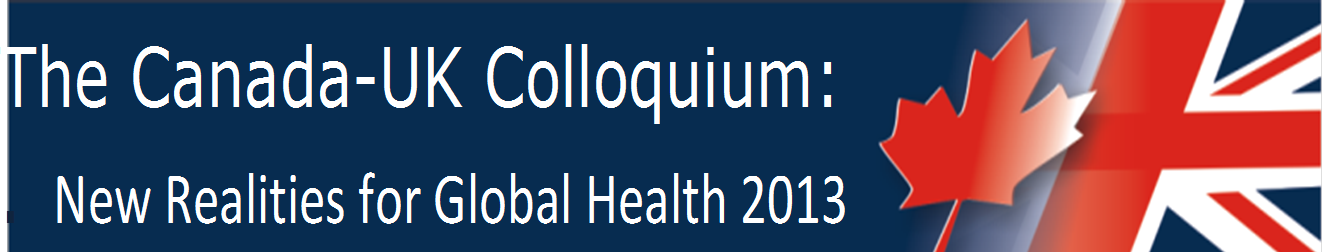 The Canada-UK Colloquium:
New Realities for Global Health 2013